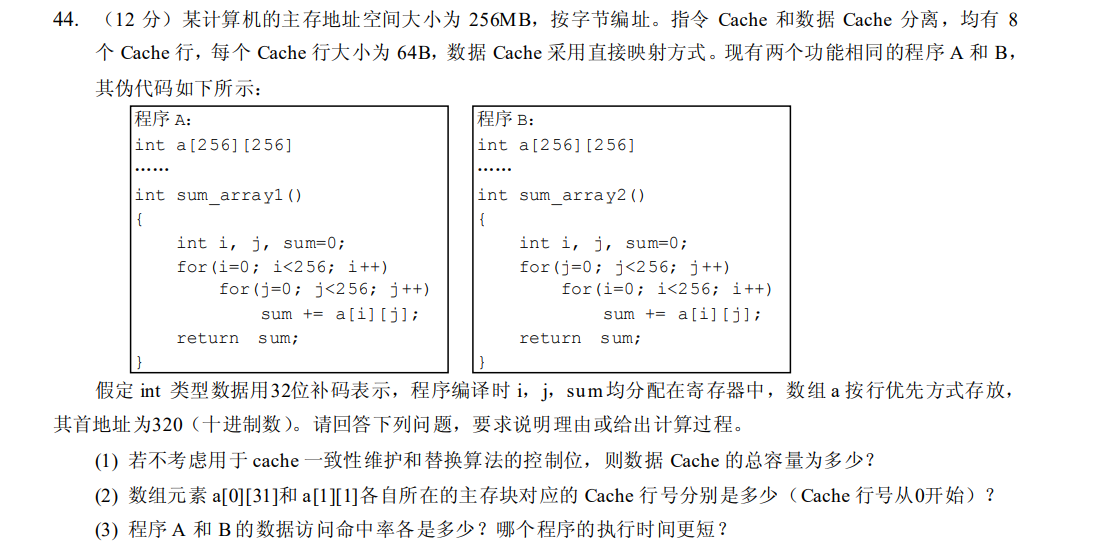 44. （12 分）某计算机的主存地址空间大小为 256MB，按字节编址。指令 Cache 和数据 Cache 分离，均有 8
个 Cache 行，每个 Cache 行大小为 64B，数据 Cache 采用直接映射方式。现有两个功能相同的程序 A 和 B，
其伪代码如下所示：
程序 A:
int a[256][256]
……
int sum_array1()
{
int i, j, sum=0;
for(i=0; i<256; i++)
for(j=0; j<256; j++)
sum += a[i][j];
return sum;
}
程序 B:
int a[256][256]
……
int sum_array2()
{
int i, j, sum=0;
for(j=0; j<256; j++)
for(i=0; i<256; i++)
sum += a[i][j];
return sum;
}
假定 int 类型数据用32位补码表示，程序编译时 i，j，sum均分配在寄存器中，数组 a 按行优先方式存放，
其首地址为320（十进制数）。请回答下列问题，要求说明理由或给出计算过程。
(1) 若不考虑用于 cache 一致性维护和替换算法的控制位，则数据 Cache 的总容量为多少？
(2) 数组元素 a[0][31]和 a[1][1]各自所在的主存块对应的 Cache 行号分别是多少（Cache 行号从0开始）？
(3) 程序 A 和 B 的数据访问命中率各是多少？哪个程序的执行时间更短？